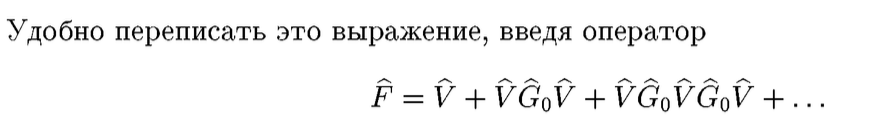 Удобно переписать это выражение, введя оператор
F̂ = V̂ + V̂Ĝ₀V̂ + V̂Ĝ₀V̂Ĝ₀V̂ + …